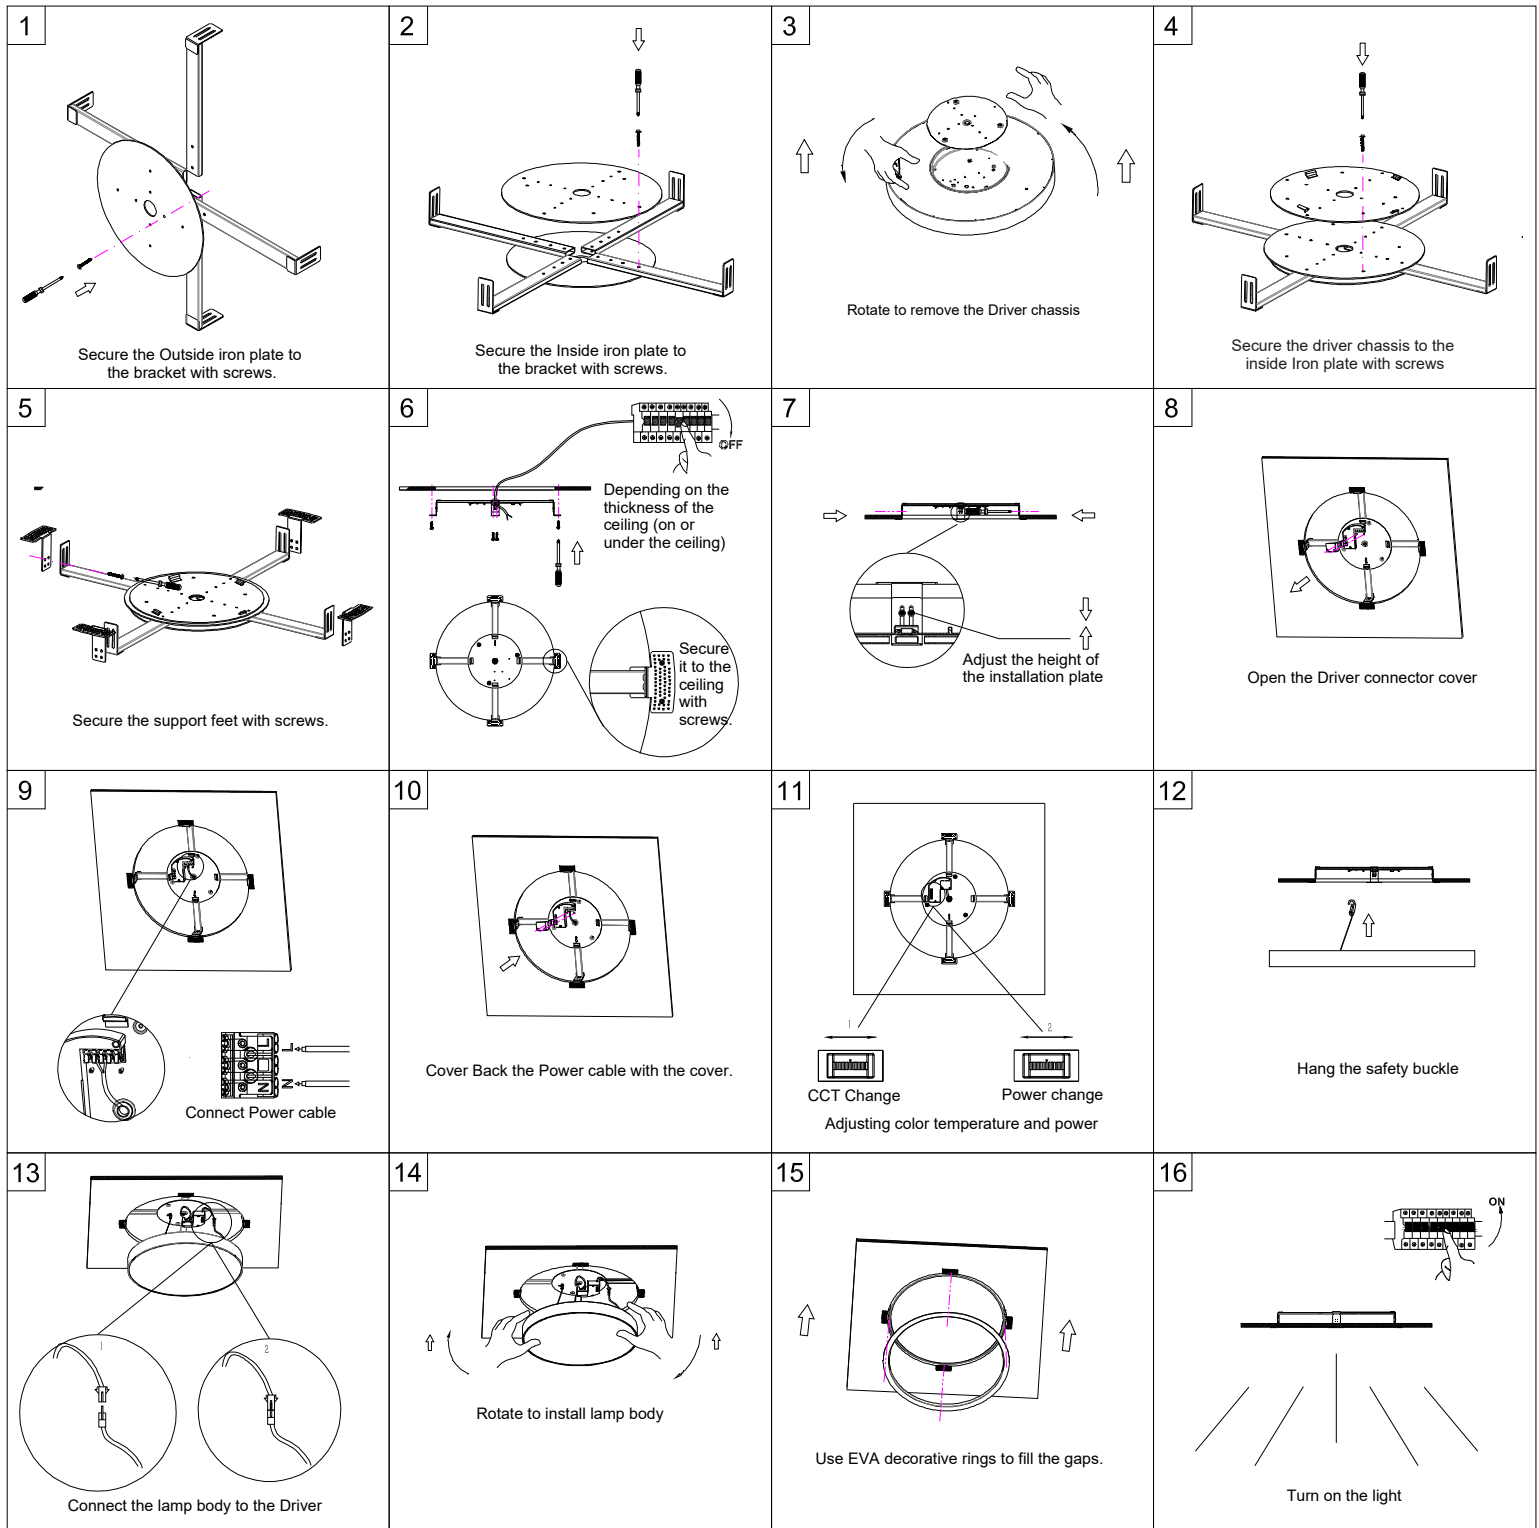 1
Secure the Outside iron plate to
the bracket with screws.
2
Secure the Inside iron plate to
the bracket with screws.
3
Rotate to remove the Driver chassis
4
Secure the driver chassis to the
inside Iron plate with screws
5
Secure the support feet with screws.
6
OFF
Depending on the
thickness of the
ceiling (on or
under the ceiling)
Secure
it to the
ceiling
with
screws.
7
Adjust the height of
the installation plate
8
Open the Driver connector cover
9
L L
N N
Connect Power cable
10
Cover Back the Power cable with the cover.
11
1 2
CCT Change
Power change
Adjusting color temperature and power
12
Hang the safety buckle
13
1 2
Connect the lamp body to the Driver
14
Rotate to install lamp body
15
Use EVA decorative rings to fill the gaps.
16
ON
Turn on the light